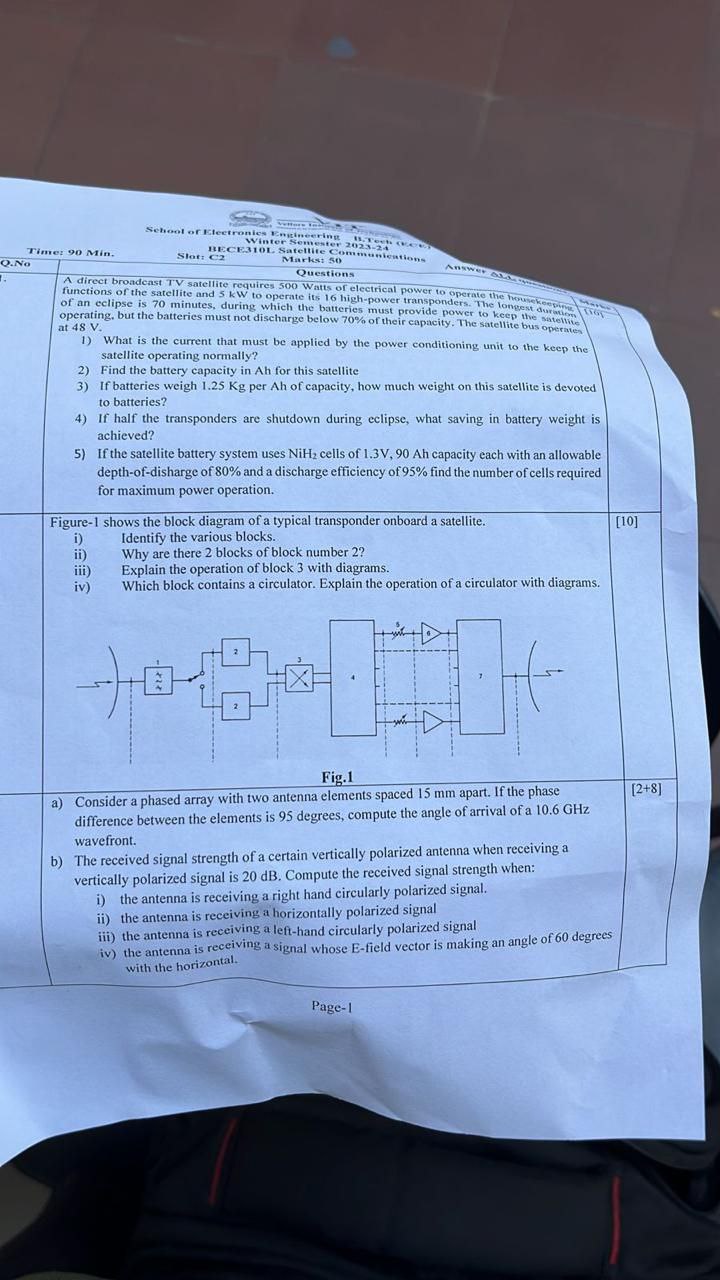 School of Electronics Engineering B.Tech (ECE)
Winter Semester 2023-24
BECE310L Satellite Communications
Time: 90 Min. Slot: C2 Marks: 50
Answer ALL questions
Q.No Questions Marks
A direct broadcast TV satellite requires 500 Watts of electrical power to operate the housekeeping [10]
functions of the satellite and 5 kW to operate its 16 high-power transponders. The longest duration
of an eclipse is 70 minutes, during which the batteries must provide power to keep the satellite
operating, but the batteries must not discharge below 70% of their capacity. The satellite bus operates
at 48 V.
1) What is the current that must be applied by the power conditioning unit to the keep the
satellite operating normally?
2) Find the battery capacity in Ah for this satellite
3) If batteries weigh 1.25 Kg per Ah of capacity, how much weight on this satellite is devoted
to batteries?
4) If half the transponders are shutdown during eclipse, what saving in battery weight is
achieved?
5) If the satellite battery system uses NiH₂ cells of 1.3V, 90 Ah capacity each with an allowable
depth-of-disharge of 80% and a discharge efficiency of 95% find the number of cells required
for maximum power operation.
Figure-1 shows the block diagram of a typical transponder onboard a satellite. [10]
i) Identify the various blocks.
ii) Why are there 2 blocks of block number 2?
iii) Explain the operation of block 3 with diagrams.
iv) Which block contains a circulator. Explain the operation of a circulator with diagrams.
1
2
2
3
4
5
6
7
Fig.1
a) Consider a phased array with two antenna elements spaced 15 mm apart. If the phase [2+8]
difference between the elements is 95 degrees, compute the angle of arrival of a 10.6 GHz
wavefront.
b) The received signal strength of a certain vertically polarized antenna when receiving a
vertically polarized signal is 20 dB. Compute the received signal strength when:
i) the antenna is receiving a right hand circularly polarized signal.
ii) the antenna is receiving a horizontally polarized signal
iii) the antenna is receiving a left-hand circularly polarized signal
iv) the antenna is receiving a signal whose E-field vector is making an angle of 60 degrees
with the horizontal.
Page-1